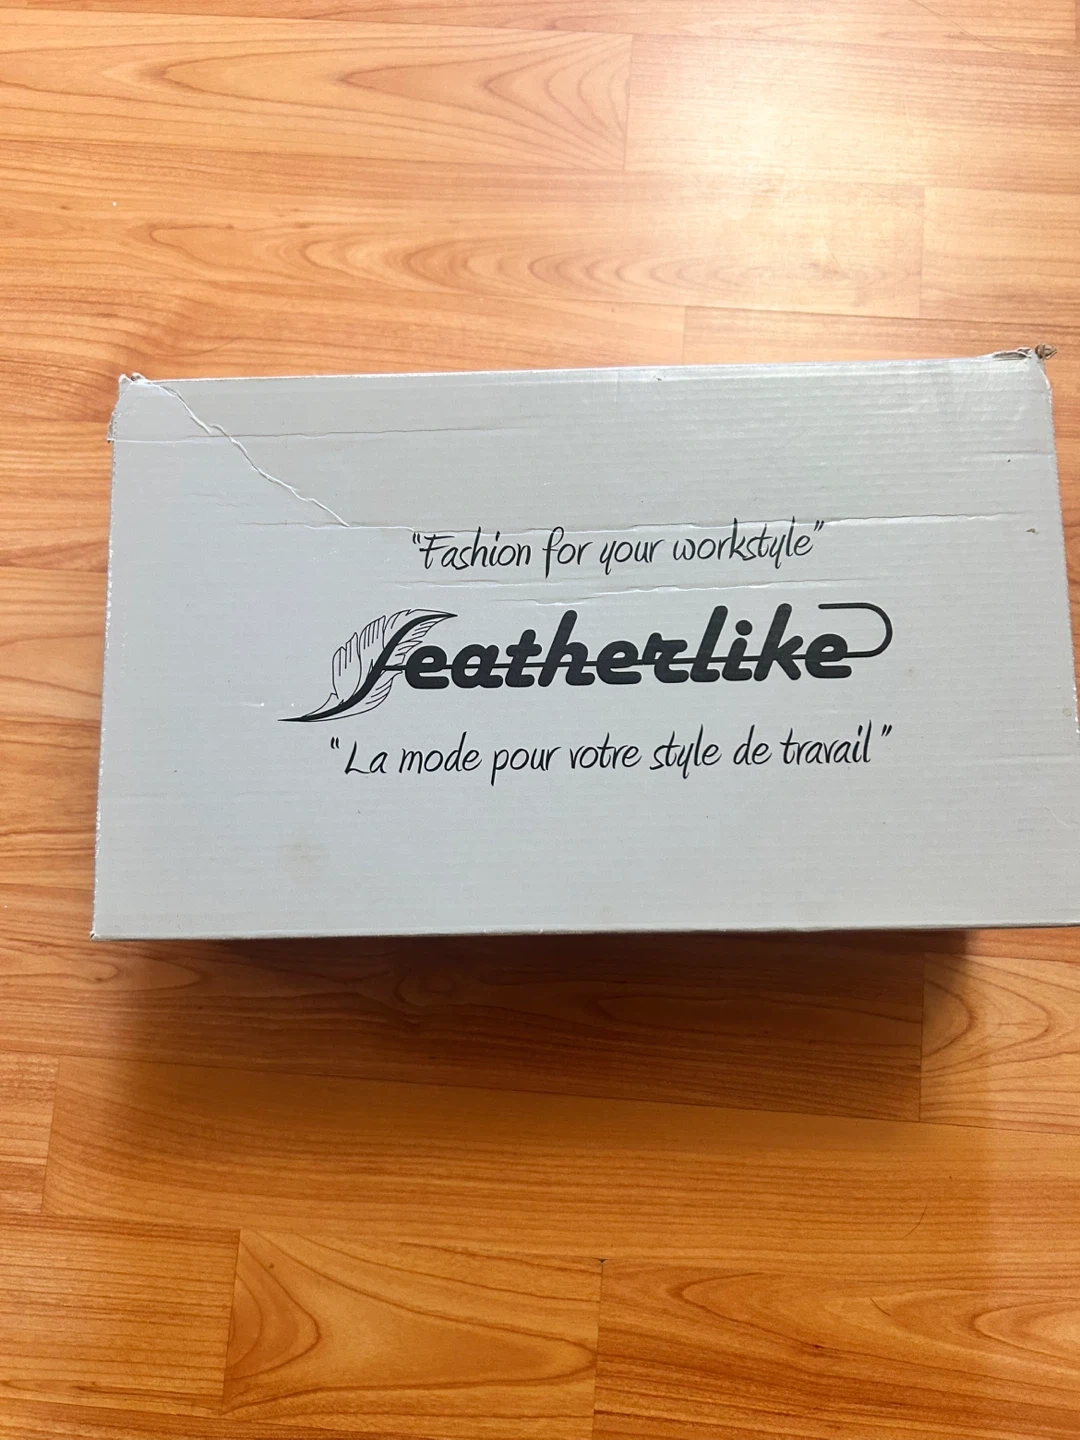 "Fashion for your workstyle"
featherlike
"La mode pour votre style de travail"